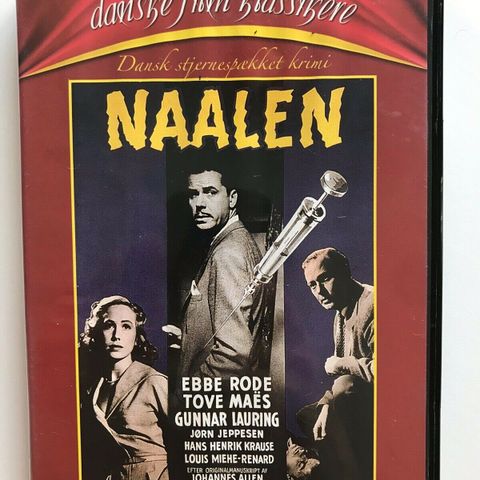 danske film klassikere
Dansk stjernespækket krimi
NAALEN
EBBE RODE
TOVE MAËS
GUNNAR LAURING
JØRN JEPPESEN
HANS HENRIK KRAUSE
LOUIS MIEHE-RENARD
EFTER ORIGINALMANUSKRIPT AF
JOHANNES ALLEN